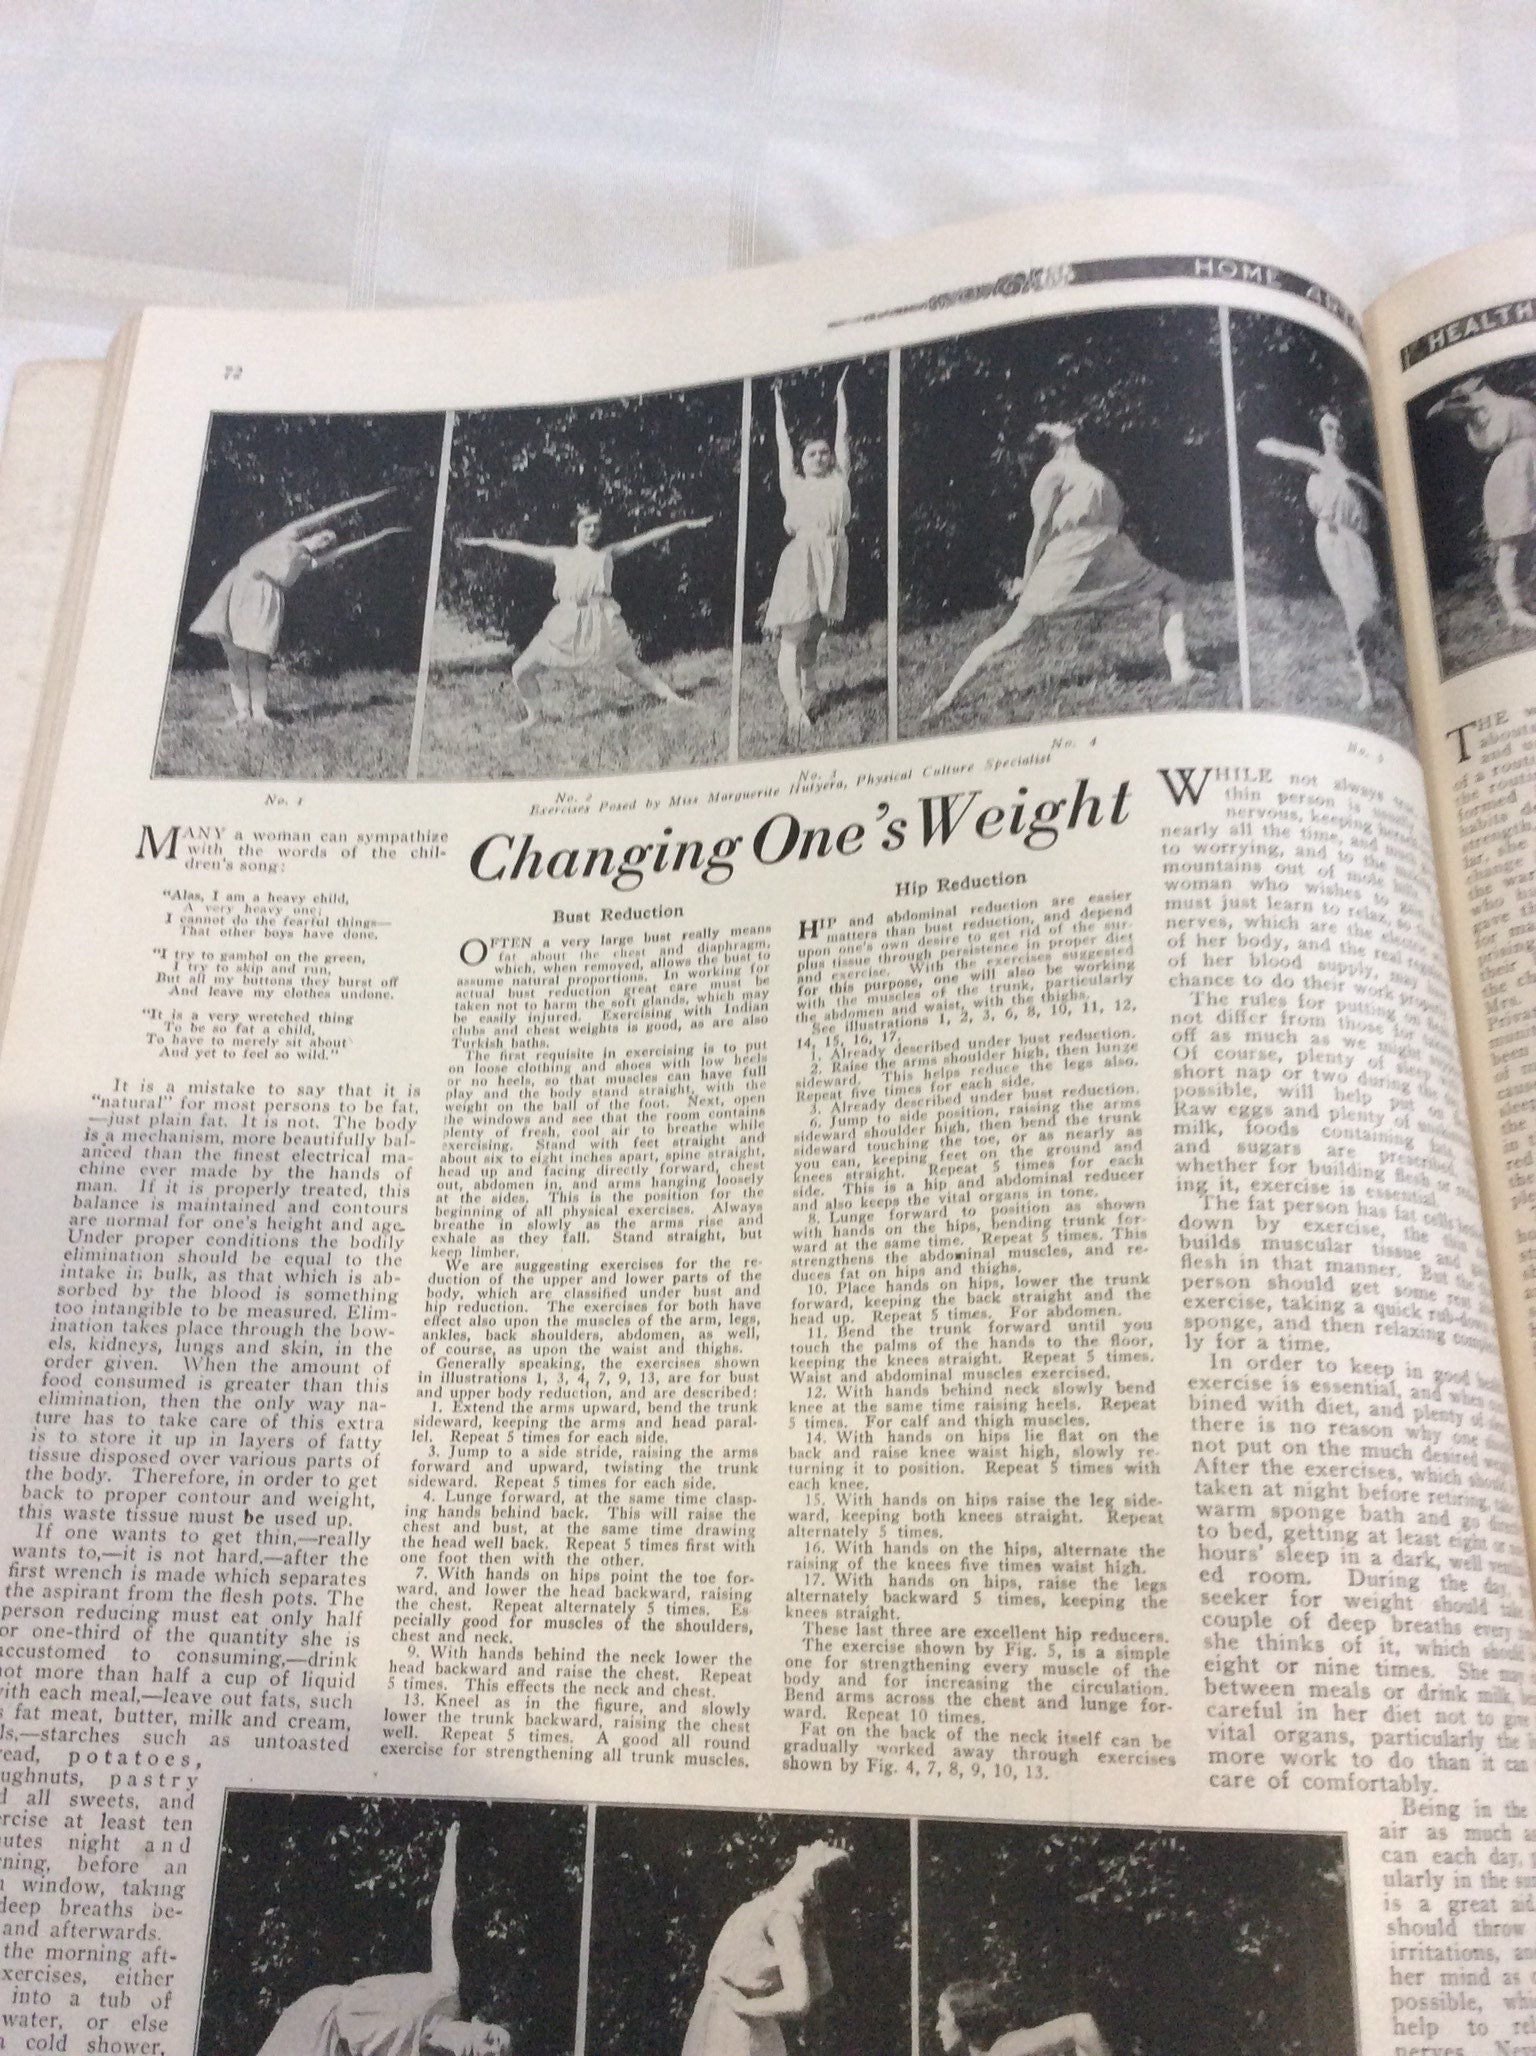 72
HOME
HEALTH
No. 1
No. 2
No. 3
No. 4
No. 5
Exercises Posed by Miss Marguerite Hulyera, Physical Culture Specialist
Changing One's Weight
MANY a woman can sympathize
with the words of the chil-
dren's song:
"Alas, I am a heavy child,
A very heavy one;
I cannot do the fearful things—
That other boys have done.
"I try to gambol on the green,
I try to skip and run,
But all my buttons they burst off
And leave my clothes undone.
"It is a very wretched thing
To be so fat a child,
To have to merely sit about
And yet to feel so wild."
It is a mistake to say that it is
"natural" for most persons to be fat,
—just plain fat. It is not. The body
is a mechanism, more beautifully bal-
anced than the finest electrical ma-
chine ever made by the hands of
man. If it is properly treated, this
balance is maintained and contours
are normal for one's height and age.
Under proper conditions the bodily
elimination should be equal to the
intake in bulk, as that which is ab-
sorbed by the blood is something
too intangible to be measured. Elim-
ination takes place through the bow-
els, kidneys, lungs and skin, in the
order given. When the amount of
food consumed is greater than this
elimination, then the only way na-
ture has to take care of this extra
is to store it up in layers of fatty
tissue disposed over various parts of
the body. Therefore, in order to get
back to proper contour and weight,
this waste tissue must be used up.
If one wants to get thin,—really
wants to,—it is not hard,—after the
first wrench is made which separates
the aspirant from the flesh pots. The
person reducing must eat only half
or one-third of the quantity she is
accustomed to consuming,—drink
not more than half a cup of liquid
with each meal,—leave out fats, such
fat meat, butter, milk and cream,
—starches such as untoasted
potatoes,
pastry
all sweets, and
at least ten
night and
before an
window, taking
deep breaths be-
and afterwards.
the morning aft-
either
into a tub of
water, or else
cold shower,
Bust Reduction
OFTEN a very large bust really means
fat about the chest and diaphragm,
which, when removed, allows the bust to
assume natural proportions. In working for
actual bust reduction great care must be
taken not to harm the soft glands, which may
be easily injured. Exercising with Indian
clubs and chest weights is good, as are also
Turkish baths.
The first requisite in exercising is to put
on loose clothing and shoes with low heels
or no heels, so that muscles can have full
play and the body stand straight, with the
weight on the ball of the foot. Next, open
the windows and see that the room contains
plenty of fresh, cool air to breathe while
exercising. Stand with feet straight and
about six to eight inches apart, spine straight,
head up and facing directly forward, chest
out, abdomen in, and arms hanging loosely
at the sides. This is the position for the
beginning of all physical exercises. Always
breathe in slowly as the arms rise and
exhale as they fall. Stand straight, but
keep limber.
We are suggesting exercises for the re-
duction of the upper and lower parts of the
body, which are classified under bust and
hip reduction. The exercises for both have
effect also upon the muscles of the arm, legs,
ankles, back shoulders, abdomen, as well,
of course, as upon the waist and thighs.
Generally speaking, the exercises shown
in illustrations 1, 3, 4, 7, 9, 13, are for bust
and upper body reduction, and are described:
1. Extend the arms upward, bend the trunk
sideward, keeping the arms and head paral-
lel. Repeat 5 times for each side.
3. Jump to a side stride, raising the arms
forward and upward, twisting the trunk
sideward. Repeat 5 times for each side.
4. Lunge forward, at the same time clasp-
ing hands behind back. This will raise the
chest and bust, at the same time drawing
the head well back. Repeat 5 times first with
one foot then with the other.
7. With hands on hips point the toe for-
ward, and lower the head backward, raising
the chest. Repeat alternately 5 times. Es
pecially good for muscles of the shoulders,
chest and neck.
9. With hands behind the neck lower the
head backward and raise the chest. Repeat
5 times. This effects the neck and chest.
13. Kneel as in the figure, and slowly
lower the trunk backward, raising the chest
well. Repeat 5 times. A good all round
exercise for strengthening all trunk muscles.
Hip Reduction
HIP and abdominal reduction are easier
matters than bust reduction, and depend
upon one's own desire to get rid of the sur-
plus tissue through persistence in proper diet
and exercise. With the exercises suggested
for this purpose, one will also be working
with the muscles of the trunk, particularly
the abdomen and waist, with the thighs.
See illustrations 1, 2, 3, 6, 8, 10, 11, 12,
14, 15, 16, 17.
1. Already described under bust reduction.
2. Raise the arms shoulder high, then lunge
sideward. This helps reduce the legs also.
Repeat five times for each side.
3. Already described under bust reduction.
6. Jump to side position, raising the arms
sideward shoulder high, then bend the trunk
sideward touching the toe, or as nearly as
you can, keeping feet on the ground and
knees straight. Repeat 5 times for each
side. This is a hip and abdominal reducer
and also keeps the vital organs in tone.
8. Lunge forward to position as shown
with hands on the hips, bending trunk for-
ward at the same time. Repeat 5 times. This
strengthens the abdominal muscles, and re-
duces fat on hips and thighs.
10. Place hands on hips, lower the trunk
forward, keeping the back straight and the
head up. Repeat 5 times. For abdomen.
11. Bend the trunk forward until you
touch the palms of the hands to the floor,
keeping the knees straight. Repeat 5 times.
Waist and abdominal muscles exercised.
12. With hands behind neck slowly bend
knee at the same time raising heels. Repeat
5 times. For calf and thigh muscles.
14. With hands on hips lie flat on the
back and raise knee waist high, slowly re-
turning it to position. Repeat 5 times with
each knee.
15. With hands on hips raise the leg side-
ward, keeping both knees straight. Repeat
alternately 5 times.
16. With hands on the hips, alternate the
raising of the knees five times waist high.
17. With hands on hips, raise the legs
alternately backward 5 times, keeping the
knees straight.
These last three are excellent hip reducers.
The exercise shown by Fig. 5, is a simple
one for strengthening every muscle of the
body and for increasing the circulation.
Bend arms across the chest and lunge for-
ward. Repeat 10 times.
Fat on the back of the neck itself can be
gradually worked away through exercises
shown by Fig. 4, 7, 8, 9, 10, 13.
WHILE not always
thin person is
nervous, keeping
nearly all the time, and
to worrying, and to the
mountains out of mole
woman who wishes to
must just learn to relax,
nerves, which are the
of her body, and the real
of her blood supply, may
chance to do their work properly
The rules for putting on
not differ from those for
off as much as we might
Of course, plenty of sleep
short nap or two during the
possible, will help put on
Raw eggs and plenty of
milk, foods containing
and sugars are prescribed,
whether for building flesh or
ing it, exercise is essential.
The fat person has fat cells
down by exercise, the
builds muscular tissue and
flesh in that manner. But the
person should get some rest
exercise, taking a quick rub-down
sponge, and then relaxing
ly for a time.
In order to keep in good
exercise is essential, and when
bined with diet, and plenty of
there is no reason why one
not put on the much desired
After the exercises, which should
taken at night before retiring,
warm sponge bath and go
to bed, getting at least eight or
hours' sleep in a dark, well
ed room. During the day,
seeker for weight should take
couple of deep breaths every
she thinks of it, which should
eight or nine times. She may
between meals or drink milk,
careful in her diet not to
vital organs, particularly the
more work to do than it can
care of comfortably.
Being in the
air as much
can each day,
ularly in the
is a great aid.
should throw
irritations,
her mind as
possible,
help to
nerves.
THE
about
and
of a
the
formed
habits